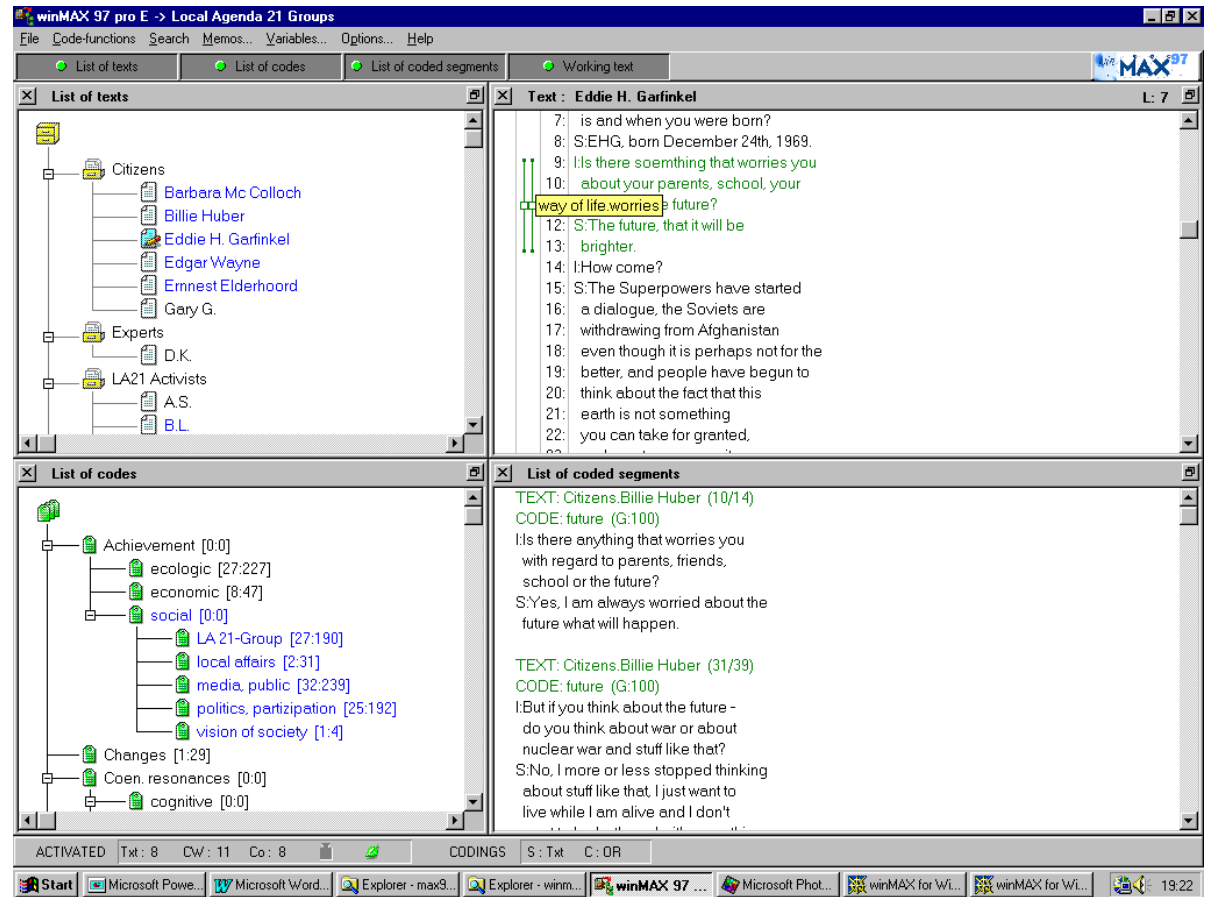 winMAX 97 pro E -> Local Agenda 21 Groups
File Code-functions Search Memos... Variables... Options... Help
List of texts List of codes List of coded segments Working text win MAX 97
List of texts
Citizens
Barbara Mc Colloch
Billie Huber
Eddie H. Garfinkel
Edgar Wayne
Ernnest Elderhoord
Gary G.
Experts
D.K.
LA21 Activists
A.S.
B.L.
Text : Eddie H. Garfinkel L: 7
7: is and when you were born?
8: S:EHG, born December 24th, 1969.
9: I:Is there soemthing that worries you
10: about your parents, school, your
way of life.worries future?
12: S:The future, that it will be
13: brighter.
14: I:How come?
15: S:The Superpowers have started
16: a dialogue, the Soviets are
17: withdrawing from Afghanistan
18: even though it is perhaps not for the
19: better, and people have begun to
20: think about the fact that this
21: earth is not something
22: you can take for granted,
List of codes
Achievement [0:0]
ecologic [27:227]
economic [8:47]
social [0:0]
LA 21-Group [27:190]
local affairs [2:31]
media, public [32:239]
politics, partizipation [25:192]
vision of society [1:4]
Changes [1:29]
Coen. resonances [0:0]
cognitive [0:0]
List of coded segments
TEXT: Citizens.Billie Huber (10/14)
CODE: future (G:100)
I:Is there anything that worries you
with regard to parents, friends,
school or the future?
S:Yes, I am always worried about the
future what will happen.
TEXT: Citizens.Billie Huber (31/39)
CODE: future (G:100)
I:But if you think about the future -
do you think about war or about
nuclear war and stuff like that?
S:No, I more or less stopped thinking
about stuff like that, I just want to
live while I am alive and I don't
ACTIVATED Txt: 8 CW: 11 Co: 8 CODINGS S: Txt C: OR
Start Microsoft Powe... Microsoft Word... Explorer - max9... Explorer - winm... winMAX 97 ... Microsoft Phot... winMAX for Wi... winMAX for Wi... 19:22